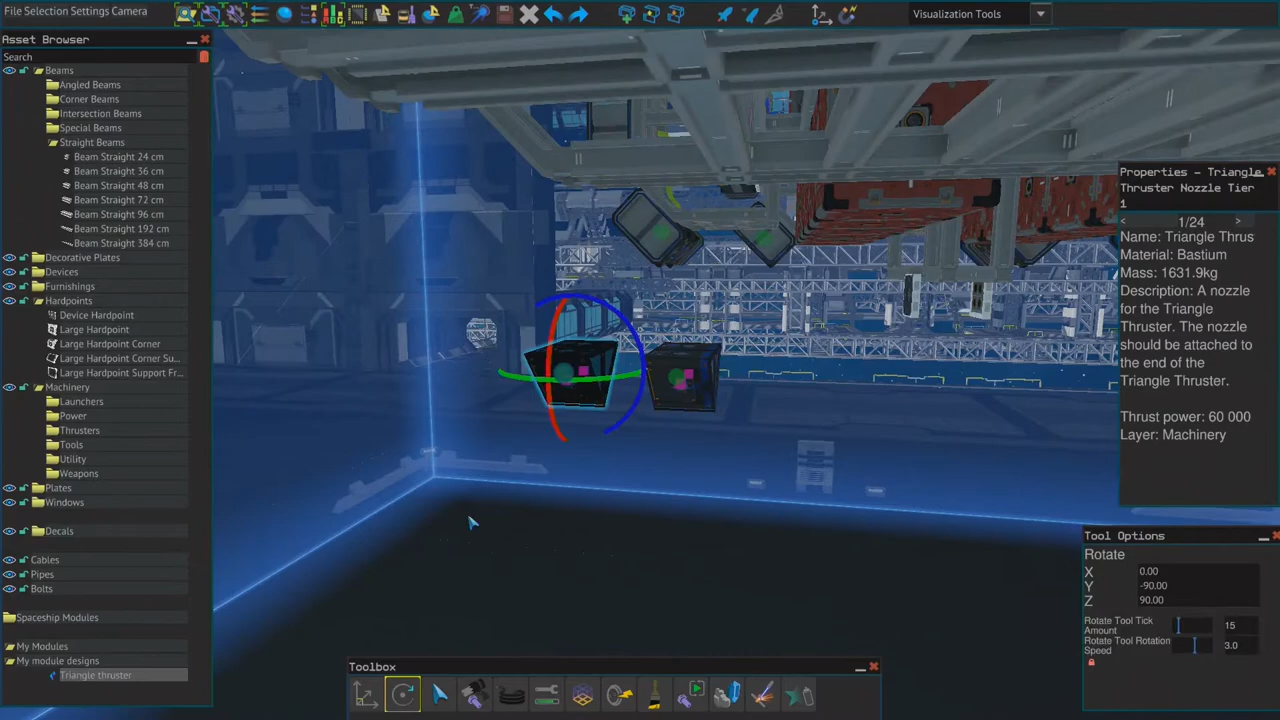 File Selection Settings Camera
Visualization Tools
Asset Browser
Search
Beams
Angled Beams
Corner Beams
Intersection Beams
Special Beams
Straight Beams
Beam Straight 24 cm
Beam Straight 36 cm
Beam Straight 48 cm
Beam Straight 72 cm
Beam Straight 96 cm
Beam Straight 192 cm
Beam Straight 384 cm
Decorative Plates
Devices
Furnishings
Hardpoints
Device Hardpoint
Large Hardpoint
Large Hardpoint Corner
Large Hardpoint Corner Su...
Large Hardpoint Support Fr...
Machinery
Launchers
Power
Thrusters
Tools
Utility
Weapons
Plates
Windows
Decals
Cables
Pipes
Bolts
Spaceship Modules
My Modules
My module designs
Triangle thruster
Properties - Triangle
Thruster Nozzle Tier
1
< 1/24 >
Name: Triangle Thrus
Material: Bastium
Mass: 1631.9kg
Description: A nozzle
for the Triangle
Thruster. The nozzle
should be attached to
the end of the
Triangle Thruster.
Thrust power: 60 000
Layer: Machinery
Tool Options
Rotate
X 0.00
Y -90.00
Z 90.00
Rotate Tool Tick
Amount 15
Rotate Tool Rotation
Speed 3.0
Toolbox